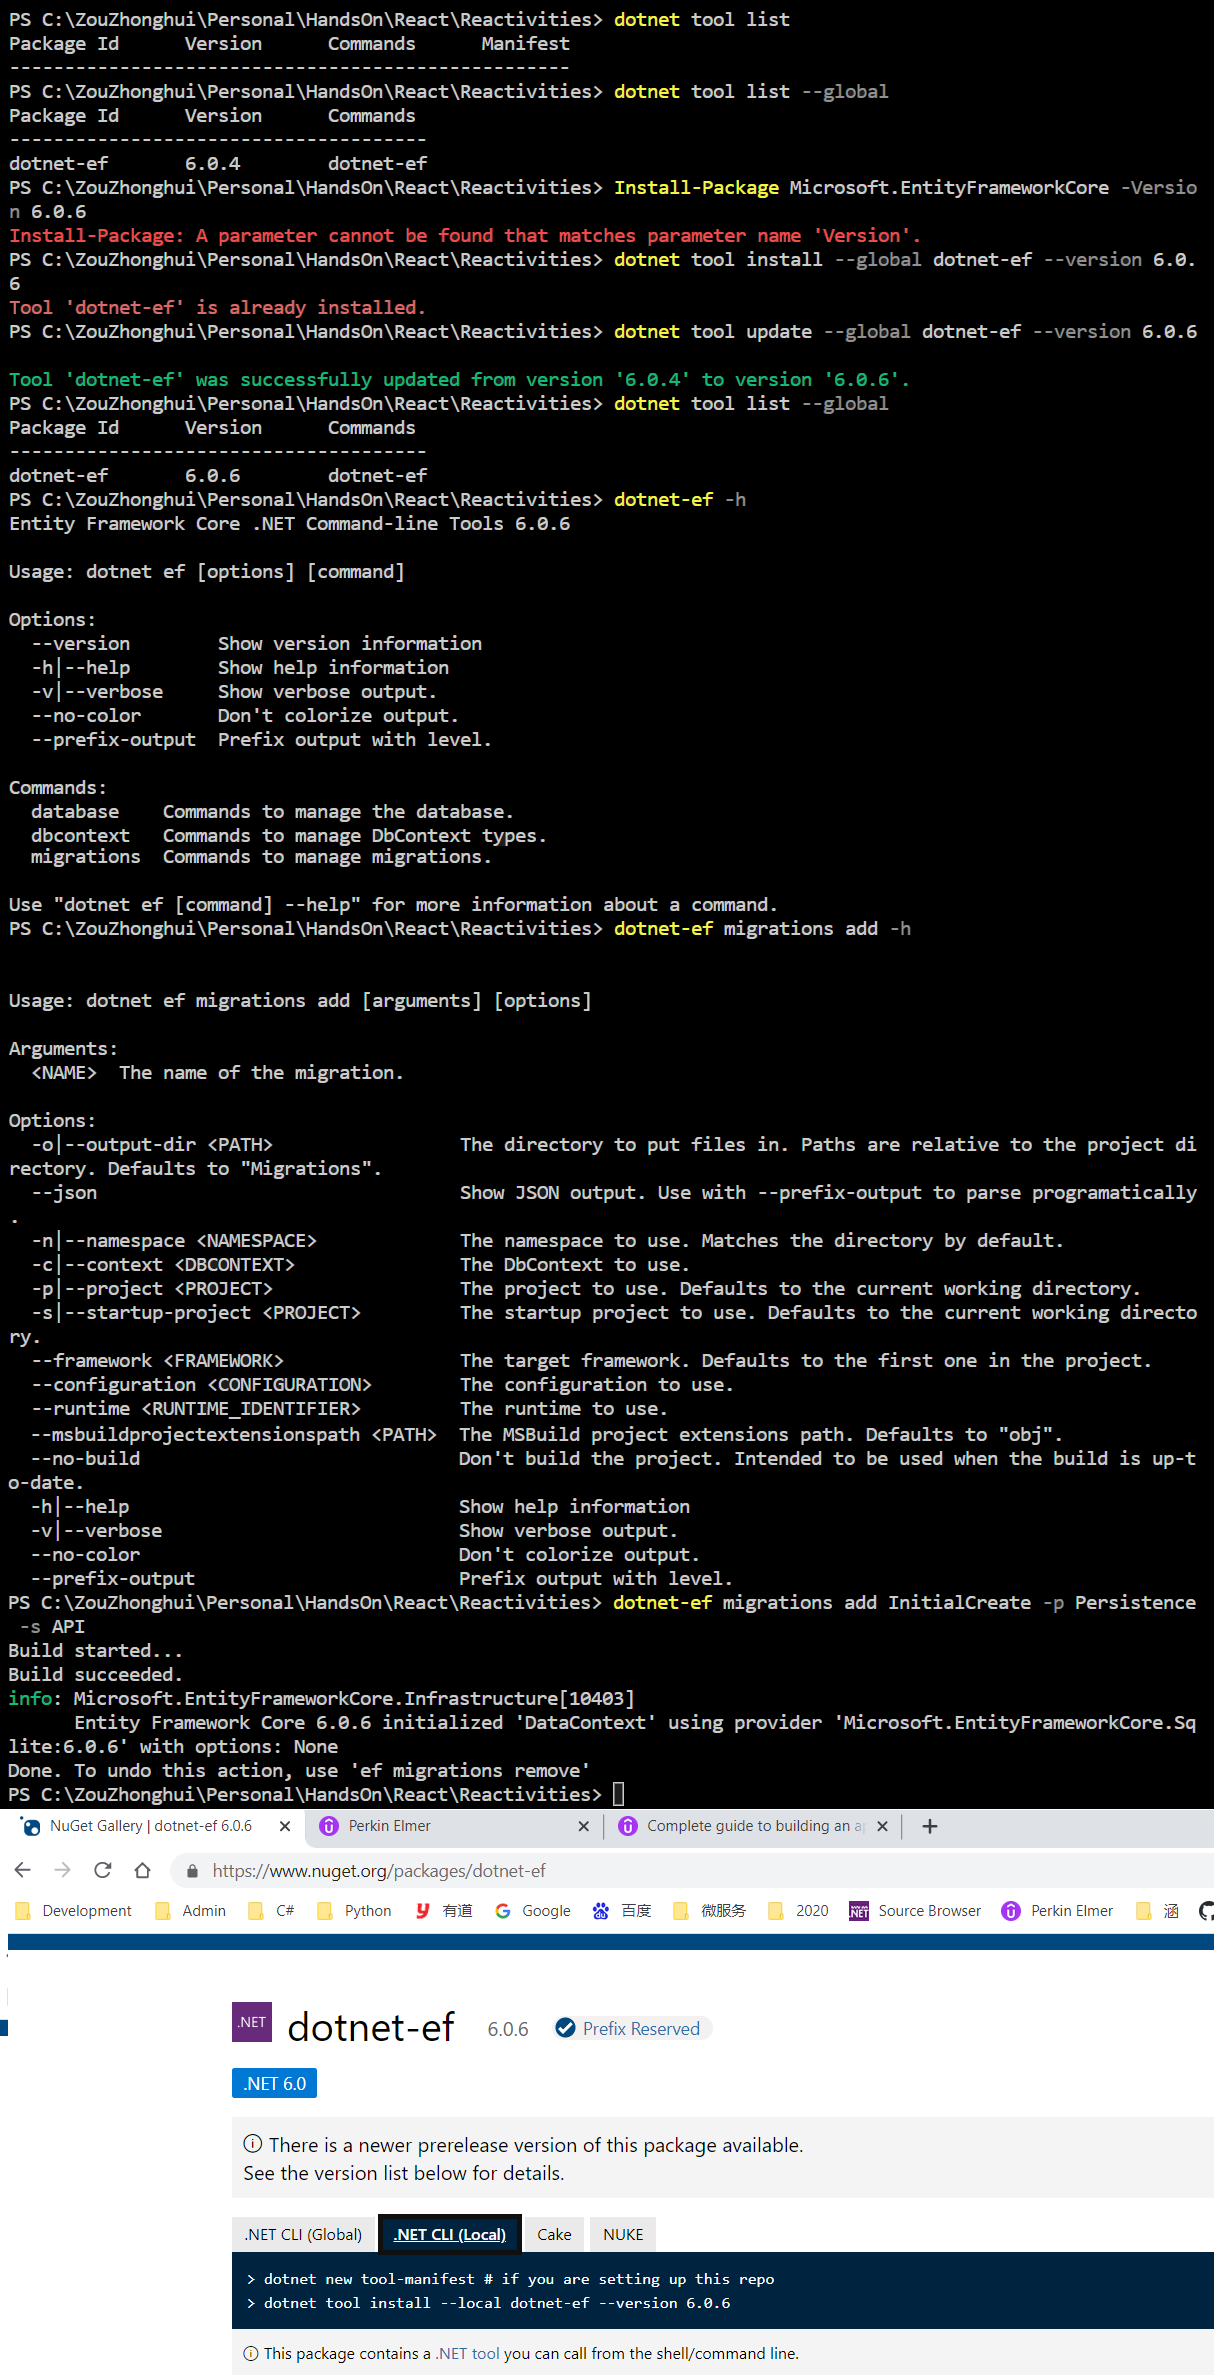 PS C:\ZouZhonghui\Personal\HandsOn\React\Reactivities> dotnet tool list
Package Id      Version      Commands      Manifest
---------------------------------------------------
PS C:\ZouZhonghui\Personal\HandsOn\React\Reactivities> dotnet tool list --global
Package Id      Version      Commands
--------------------------------------
dotnet-ef       6.0.4        dotnet-ef
PS C:\ZouZhonghui\Personal\HandsOn\React\Reactivities> Install-Package Microsoft.EntityFrameworkCore -Versio
n 6.0.6
Install-Package: A parameter cannot be found that matches parameter name 'Version'.
PS C:\ZouZhonghui\Personal\HandsOn\React\Reactivities> dotnet tool install --global dotnet-ef --version 6.0.
6
Tool 'dotnet-ef' is already installed.
PS C:\ZouZhonghui\Personal\HandsOn\React\Reactivities> dotnet tool update --global dotnet-ef --version 6.0.6
Tool 'dotnet-ef' was successfully updated from version '6.0.4' to version '6.0.6'.
PS C:\ZouZhonghui\Personal\HandsOn\React\Reactivities> dotnet tool list --global
Package Id      Version      Commands
--------------------------------------
dotnet-ef       6.0.6        dotnet-ef
PS C:\ZouZhonghui\Personal\HandsOn\React\Reactivities> dotnet-ef -h
Entity Framework Core .NET Command-line Tools 6.0.6
Usage: dotnet ef [options] [command]
Options:
  --version        Show version information
  -h|--help        Show help information
  -v|--verbose     Show verbose output.
  --no-color       Don't colorize output.
  --prefix-output  Prefix output with level.
Commands:
  database    Commands to manage the database.
  dbcontext   Commands to manage DbContext types.
  migrations  Commands to manage migrations.
Use "dotnet ef [command] --help" for more information about a command.
PS C:\ZouZhonghui\Personal\HandsOn\React\Reactivities> dotnet-ef migrations add -h
Usage: dotnet ef migrations add [arguments] [options]
Arguments:
  <NAME>  The name of the migration.
Options:
  -o|--output-dir <PATH>                 The directory to put files in. Paths are relative to the project di
rectory. Defaults to "Migrations".
  --json                                 Show JSON output. Use with --prefix-output to parse programatically
.
  -n|--namespace <NAMESPACE>             The namespace to use. Matches the directory by default.
  -c|--context <DBCONTEXT>               The DbContext to use.
  -p|--project <PROJECT>                 The project to use. Defaults to the current working directory.
  -s|--startup-project <PROJECT>         The startup project to use. Defaults to the current working directo
ry.
  --framework <FRAMEWORK>                The target framework. Defaults to the first one in the project.
  --configuration <CONFIGURATION>        The configuration to use.
  --runtime <RUNTIME_IDENTIFIER>         The runtime to use.
  --msbuildprojectextensionspath <PATH>  The MSBuild project extensions path. Defaults to "obj".
  --no-build                             Don't build the project. Intended to be used when the build is up-t
o-date.
  -h|--help                              Show help information
  -v|--verbose                           Show verbose output.
  --no-color                             Don't colorize output.
  --prefix-output                        Prefix output with level.
PS C:\ZouZhonghui\Personal\HandsOn\React\Reactivities> dotnet-ef migrations add InitialCreate -p Persistence
 -s API
Build started...
Build succeeded.
info: Microsoft.EntityFrameworkCore.Infrastructure[10403]
      Entity Framework Core 6.0.6 initialized 'DataContext' using provider 'Microsoft.EntityFrameworkCore.Sq
lite:6.0.6' with options: None
Done. To undo this action, use 'ef migrations remove'
PS C:\ZouZhonghui\Personal\HandsOn\React\Reactivities>
NuGet Gallery | dotnet-ef 6.0.6 Perkin Elmer Complete guide to building an a
https://www.nuget.org/packages/dotnet-ef
Development Admin C# Python 有道 Google 百度 微服务 2020 Source Browser Perkin Elmer 涵
.NET dotnet-ef 6.0.6 Prefix Reserved
.NET 6.0
There is a newer prerelease version of this package available.
See the version list below for details.
.NET CLI (Global) .NET CLI (Local) Cake NUKE
> dotnet new tool-manifest # if you are setting up this repo
> dotnet tool install --local dotnet-ef --version 6.0.6
This package contains a .NET tool you can call from the shell/command line.